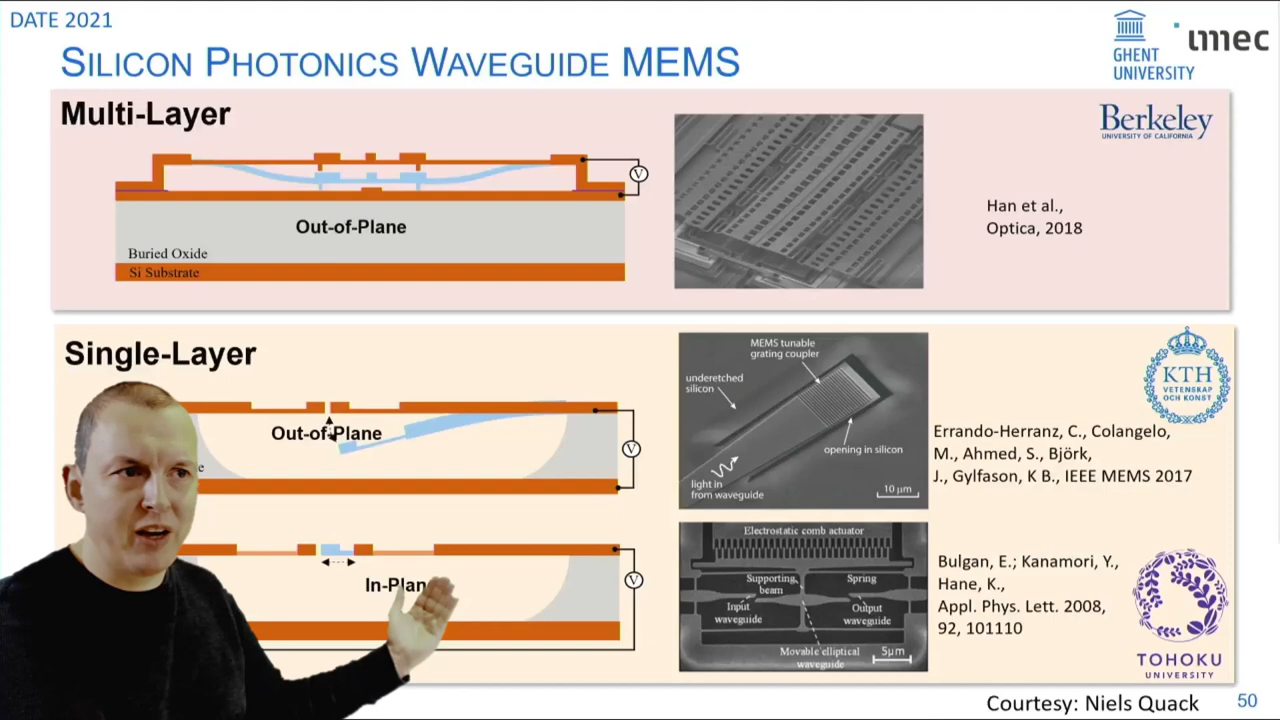 DATE 2021
SILICON PHOTONICS WAVEGUIDE MEMS
GHENT
UNIVERSITY
imec
Multi-Layer
Berkeley
UNIVERSITY OF CALIFORNIA
V
Out-of-Plane
Buried Oxide
Si Substrate
Han et al.,
Optica, 2018
Single-Layer
Out-of-Plane
V
e
MEMS tunable
grating coupler
underetched
silicon
opening in silicon
light in
from waveguide
10 µm
KTH
VETENSKAP
OCH KONST
Errando-Herranz, C., Colangelo,
M., Ahmed, S., Björk,
J., Gylfason, K B., IEEE MEMS 2017
In-Plan
V
Electrostatic comb actuator
Supporting
beam
Spring
Input
waveguide
Output
waveguide
Movable elliptical
waveguide
5µm
Bulgan, E.; Kanamori, Y.,
Hane, K.,
Appl. Phys. Lett. 2008,
92, 101110
TOHOKU
UNIVERSITY
Courtesy: Niels Quack
50